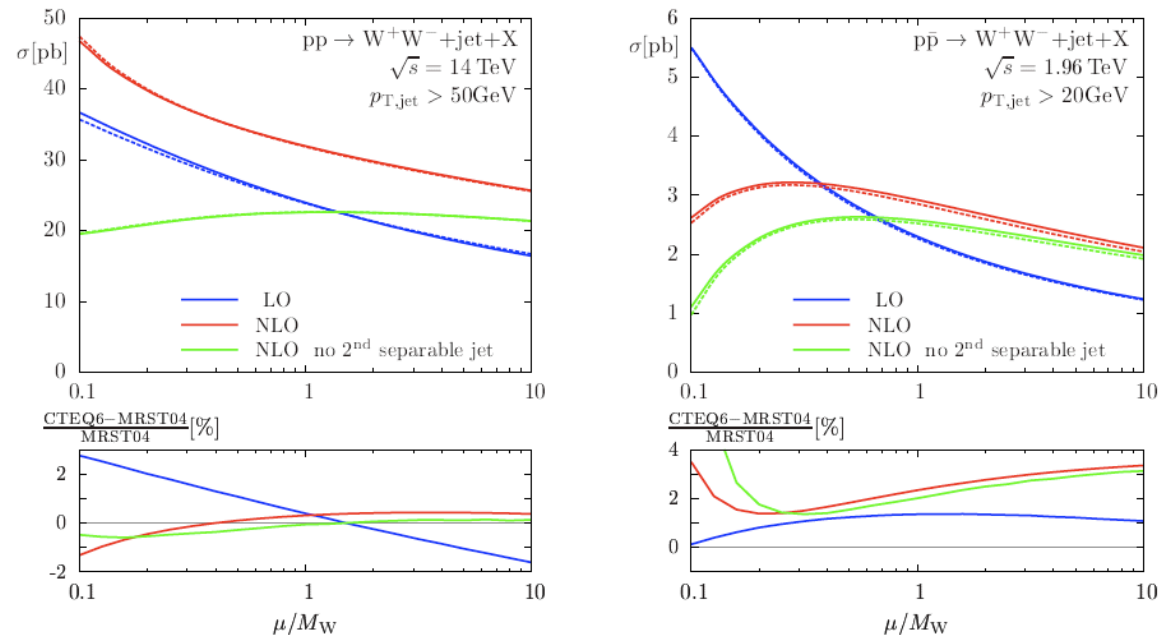 50
40
30
20
10
0
σ[pb]
pp → W⁺W⁻+jet+X
√s = 14 TeV
p_T,jet > 50GeV
LO
NLO
NLO no 2ⁿᵈ separable jet
0.1 1 10
CTEQ6−MRST04
MRST04 [%]
2
0
-2
0.1 1 10
μ/M_W
6
5
4
3
2
1
0
σ[pb]
pp̄ → W⁺W⁻+jet+X
√s = 1.96 TeV
p_T,jet > 20GeV
LO
NLO
NLO no 2ⁿᵈ separable jet
0.1 1 10
CTEQ6−MRST04
MRST04 [%]
4
2
0
0.1 1 10
μ/M_W